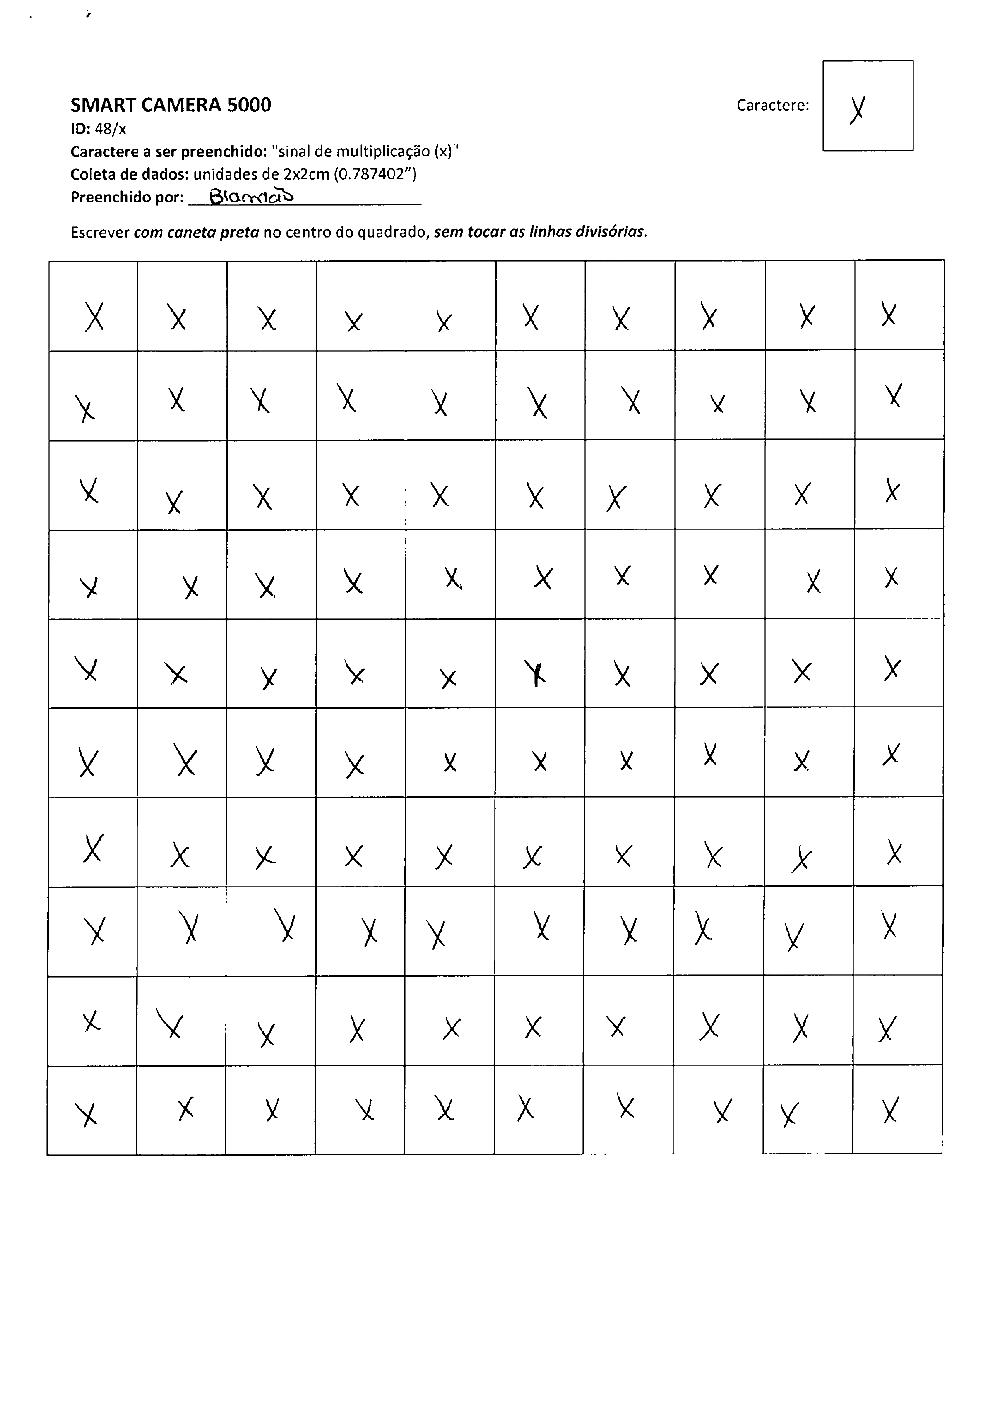 SMART CAMERA 5000
Caractere: x
ID: 48/x
Caractere a ser preenchido: "sinal de multiplicação (x)"
Coleta de dados: unidades de 2x2cm (0.787402”)
Preenchido por:
Escrever com caneta preta no centro do quadrado, sem tocar as linhas divisórias.
x x x x x x x x x x
x x x x x x x x x x
x x x x x x x x x x
x x x x x x x x x x
x x x x x x x x x x
x x x x x x x x x x
x x x x x x x x x x
x x x x x x x x x x
x x x x x x x x x x
x x x x x x x x x x